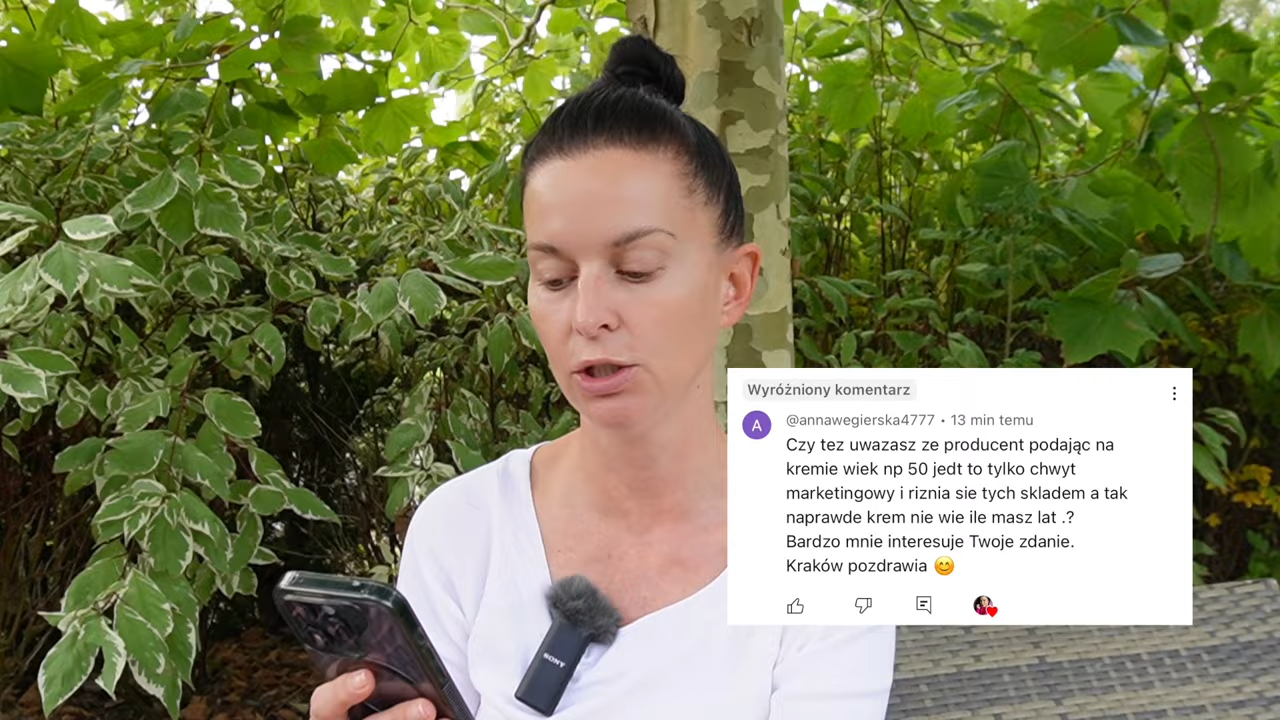 Wyróżniony komentarz
A
@annawegierska4777 • 13 min temu
Czy tez uwazasz ze producent podając na
kremie wiek np 50 jedt to tylko chwyt
marketingowy i riznia sie tych skladem a tak
naprawde krem nie wie ile masz lat .?
Bardzo mnie interesuje Twoje zdanie.
Kraków pozdrawia 😊
SONY